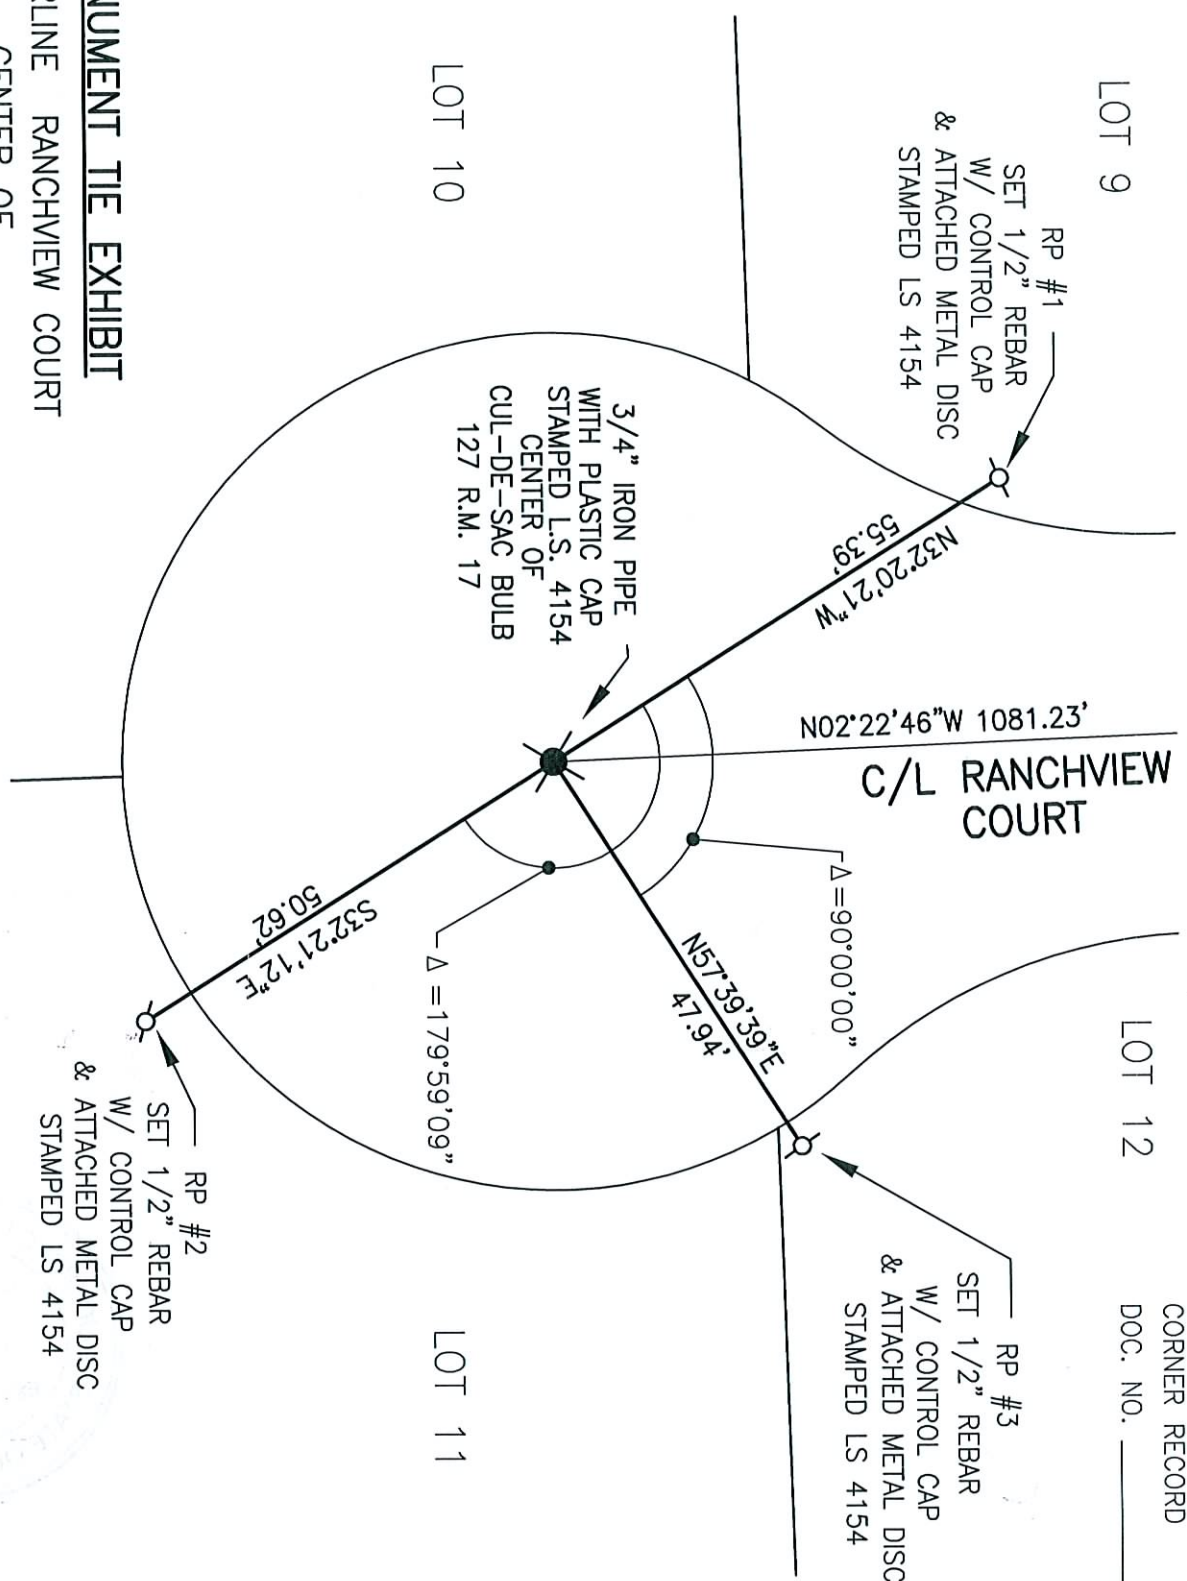 CORNER RECORD
DOC. NO.
LOT 9
RP #1
SET 1/2" REBAR
W/ CONTROL CAP
& ATTACHED METAL DISC
STAMPED LS 4154
N32°20'21"W
55.39'
N02°22'46"W 1081.23'
C/L RANCHVIEW
COURT
LOT 12
Δ=90°00'00"
RP #3
SET 1/2" REBAR
W/ CONTROL CAP
& ATTACHED METAL DISC
STAMPED LS 4154
N57°39'39"E
47.94'
LOT 10
3/4" IRON PIPE
WITH PLASTIC CAP
STAMPED L.S. 4154
CENTER OF
CUL-DE-SAC BULB
127 R.M. 17
Δ =179°59'09"
LOT 11
S32°21'12"E
50.62'
RP #2
SET 1/2" REBAR
W/ CONTROL CAP
& ATTACHED METAL DISC
STAMPED LS 4154
NUMENT TIE EXHIBIT
RLINE RANCHVIEW COURT
CENTER OF